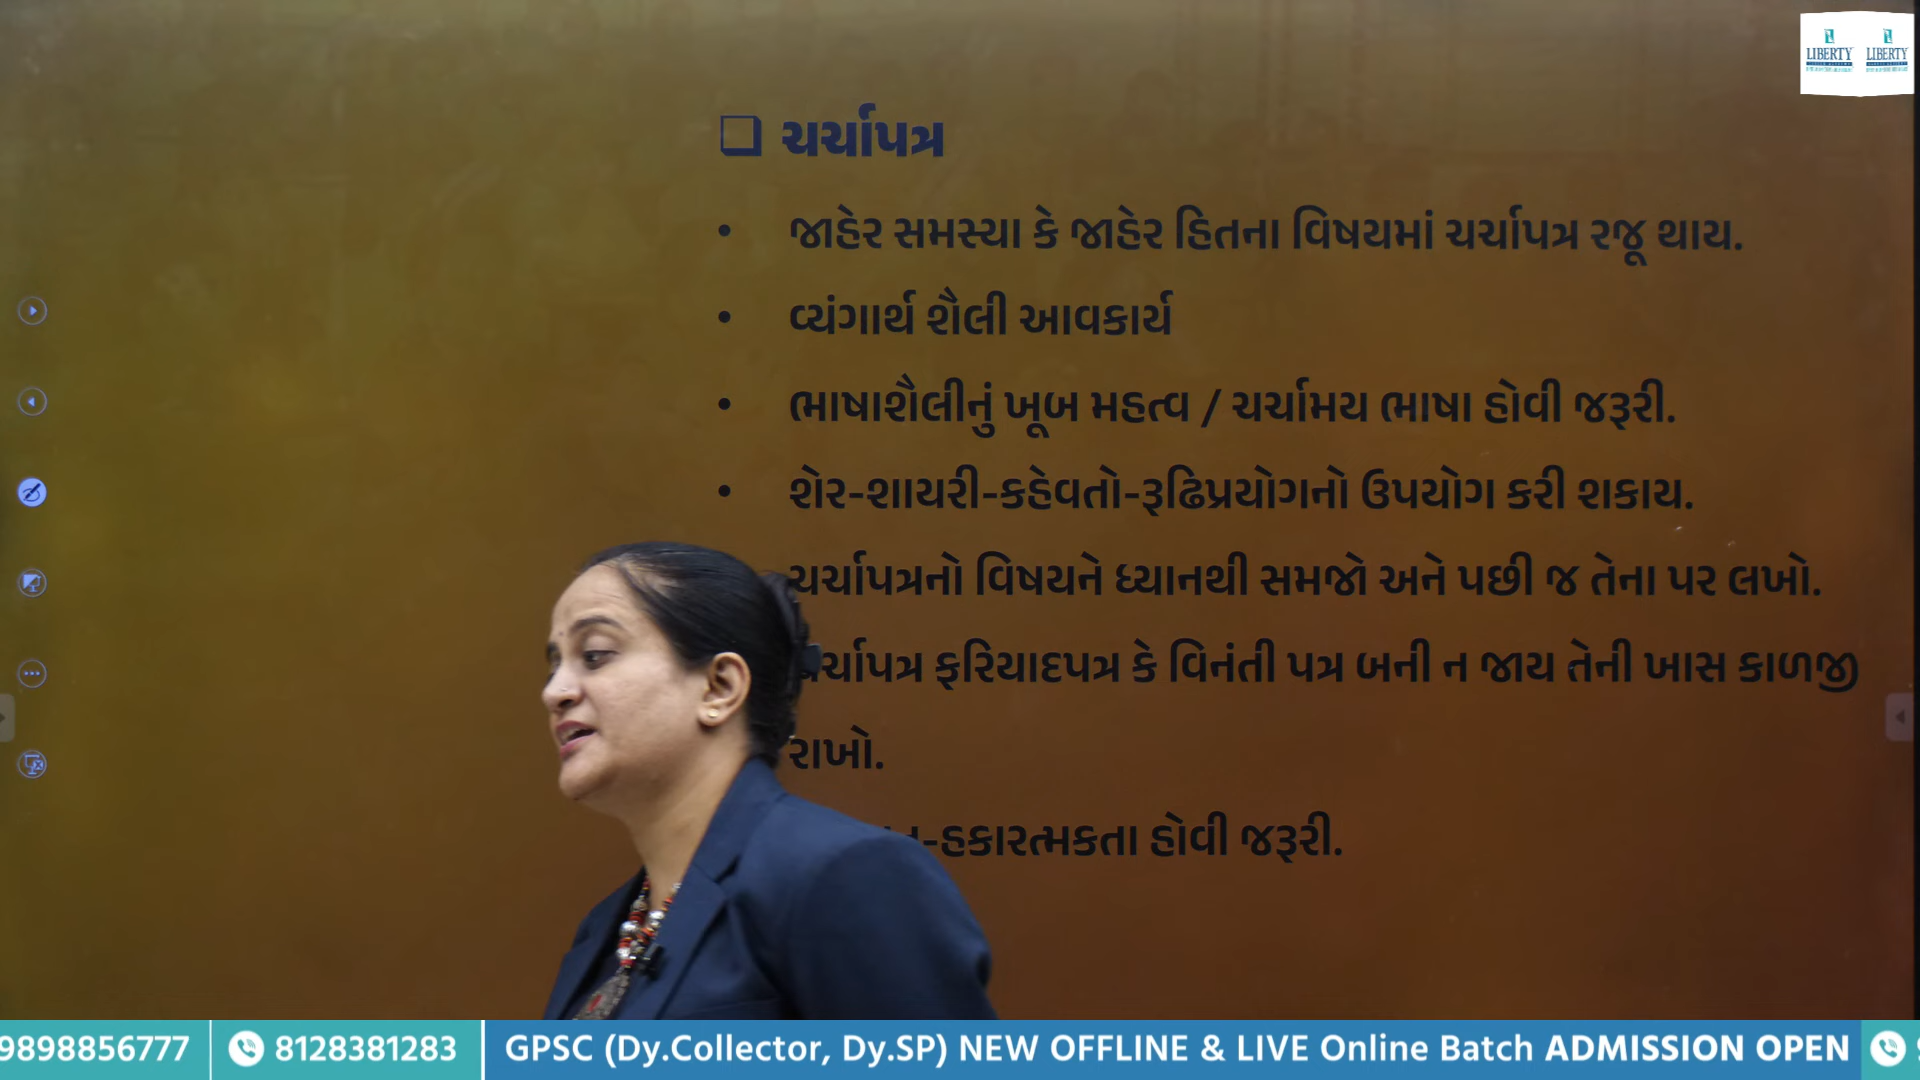 LIBERTY LIBERTY
❑ ચર્ચાપત્ર
• જાહેર સમસ્યા કે જાહેર હિતના વિષયમાં ચર્ચાપત્ર રજૂ થાય.
• વ્યંગાર્થ શૈલી આવકાર્ય
• ભાષાશૈલીનું ખૂબ મહત્વ / ચર્ચામય ભાષા હોવી જરૂરી.
• શેર-શાયરી-કહેવતો-રૂઢિપ્રયોગનો ઉપયોગ કરી શકાય.
ચર્ચાપત્રનો વિષયને ધ્યાનથી સમજો અને પછી જ તેના પર લખો.
ચર્ચાપત્ર ફરિયાદપત્ર કે વિનંતી પત્ર બની ન જાય તેની ખાસ કાળજી
રાખો.
-હકારત્મકતા હોવી જરૂરી.
9898856777 8128381283 GPSC (Dy.Collector, Dy.SP) NEW OFFLINE & LIVE Online Batch ADMISSION OPEN